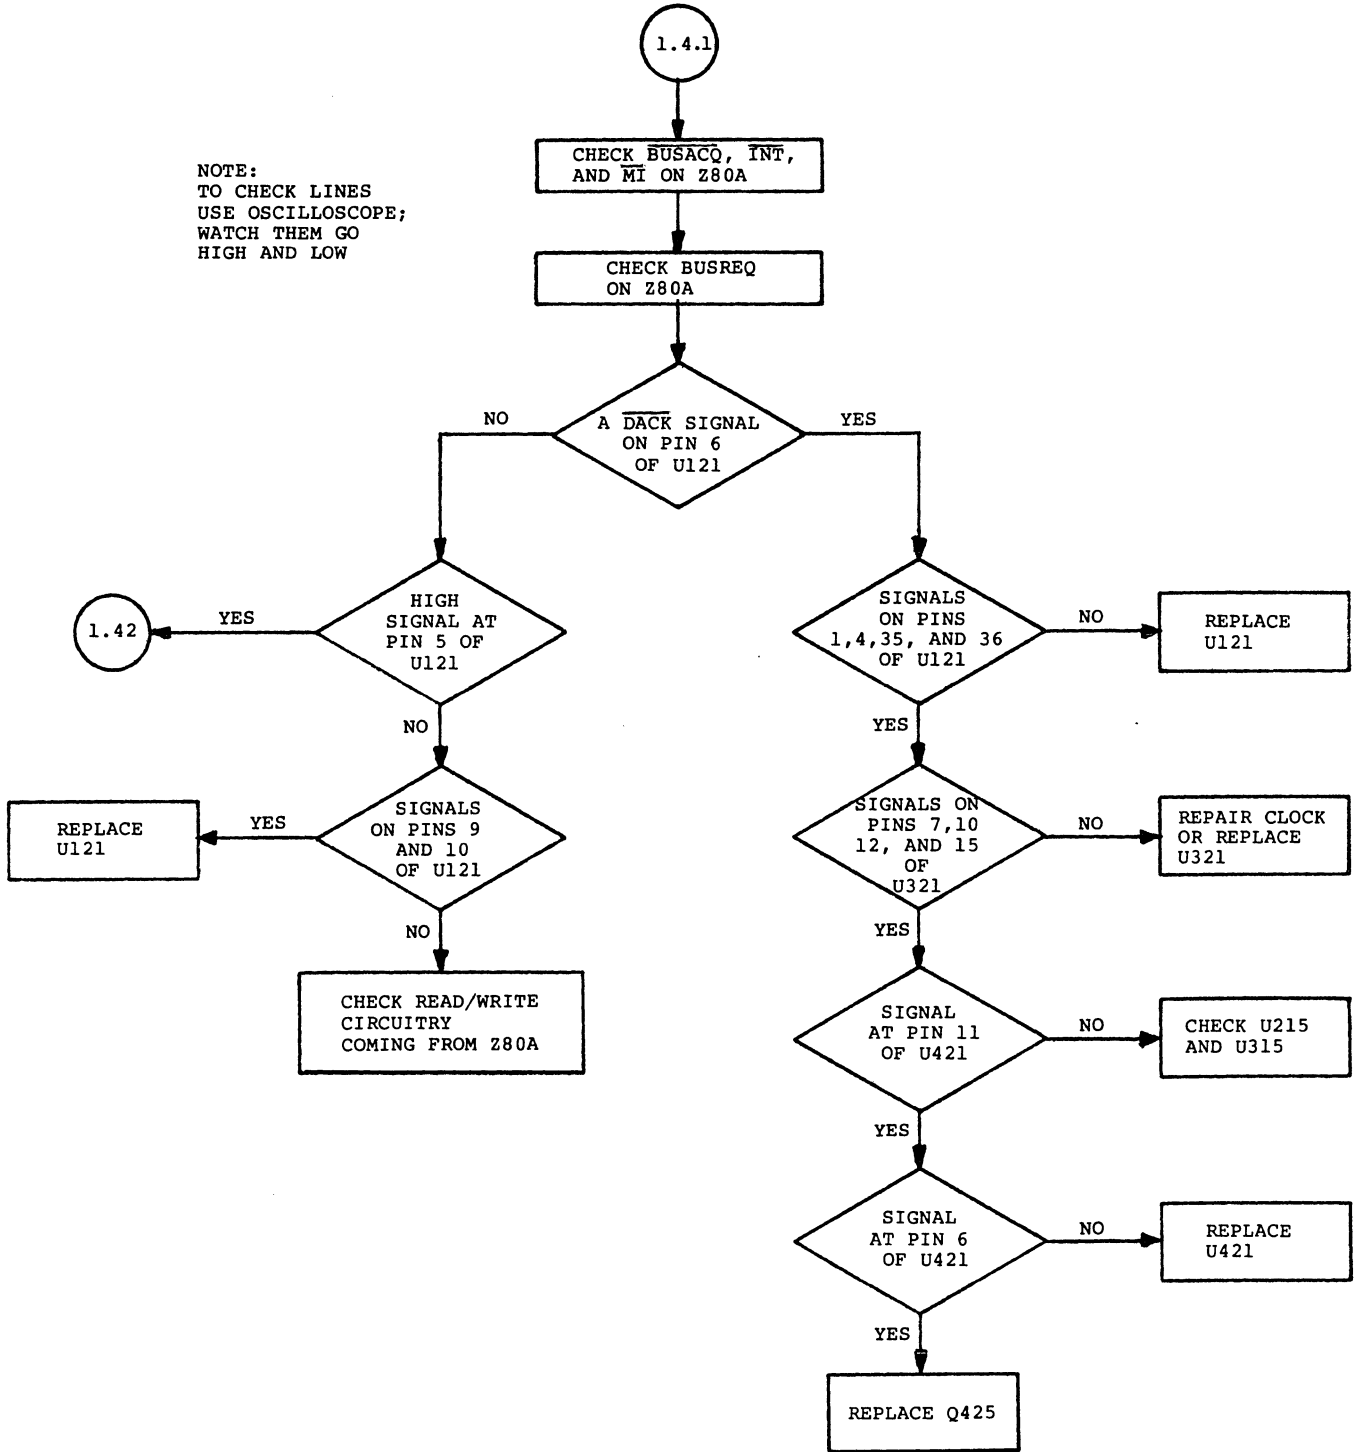 1.4.1
CHECK B̅U̅S̅A̅C̅Q̅, I̅N̅T̅,
AND M̅I̅ ON Z80A
NOTE:
TO CHECK LINES
USE OSCILLOSCOPE;
WATCH THEM GO
HIGH AND LOW
CHECK BUSREQ
ON Z80A
A D̅A̅C̅K̅ SIGNAL
ON PIN 6
OF U121
NO
YES
HIGH
SIGNAL AT
PIN 5 OF
U121
YES
1.42
NO
SIGNALS
ON PINS 9
AND 10
OF U121
YES
REPLACE
U121
NO
CHECK READ/WRITE
CIRCUITRY
COMING FROM Z80A
SIGNALS
ON PINS
1,4,35, AND 36
OF U121
NO
REPLACE
U121
YES
SIGNALS ON
PINS 7,10
12, AND 15
OF
U321
NO
REPAIR CLOCK
OR REPLACE
U321
YES
SIGNAL
AT PIN 11
OF U421
NO
CHECK U215
AND U315
YES
SIGNAL
AT PIN 6
OF U421
NO
REPLACE
U421
YES
REPLACE Q425